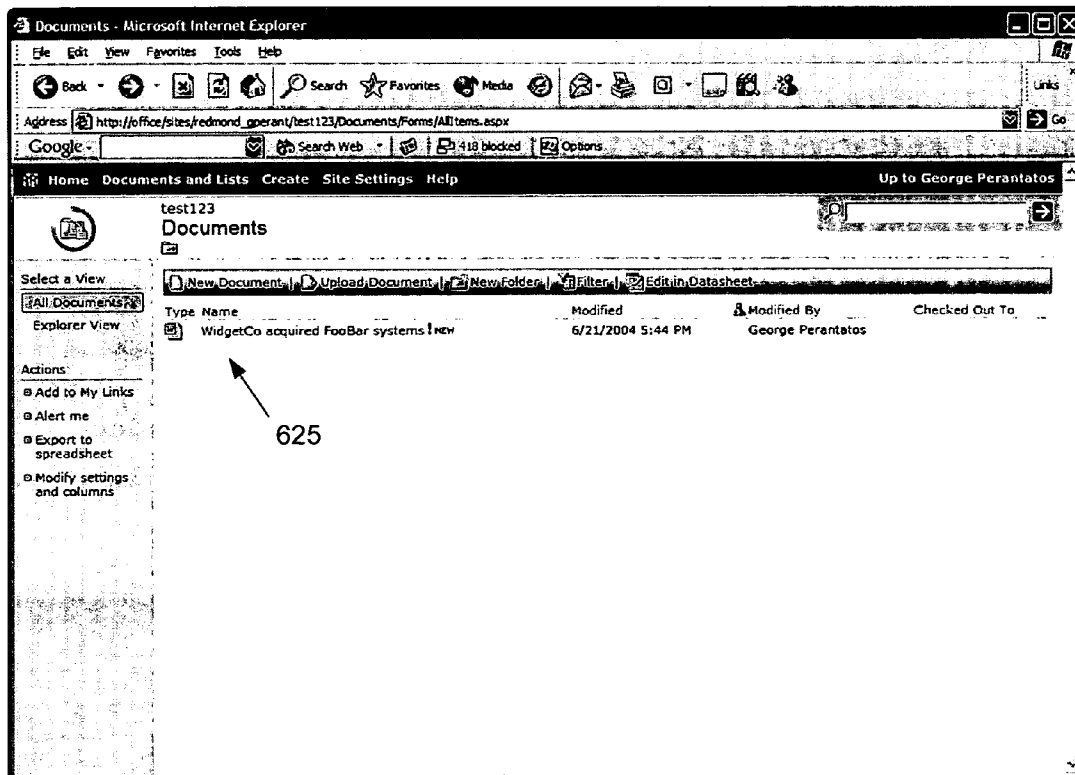 Documents - Microsoft Internet Explorer
File Edit View Favorites Tools Help
Back Search Favorites Media Links
Address http://office/sites/redmond_gperant/test123/Documents/Forms/AllItems.aspx Go
Google Search Web 418 blocked Options
Home Documents and Lists Create Site Settings Help Up to George Perantatos
test123
Documents
Select a View
All Documents
Explorer View
New Document | Upload Document | New Folder | Filter | Edit in Datasheet
Type Name Modified Modified By Checked Out To
WidgetCo acquired FooBar systems ! NEW 6/21/2004 5:44 PM George Perantatos
Actions
Add to My Links
Alert me
Export to
spreadsheet
Modify settings
and columns
625